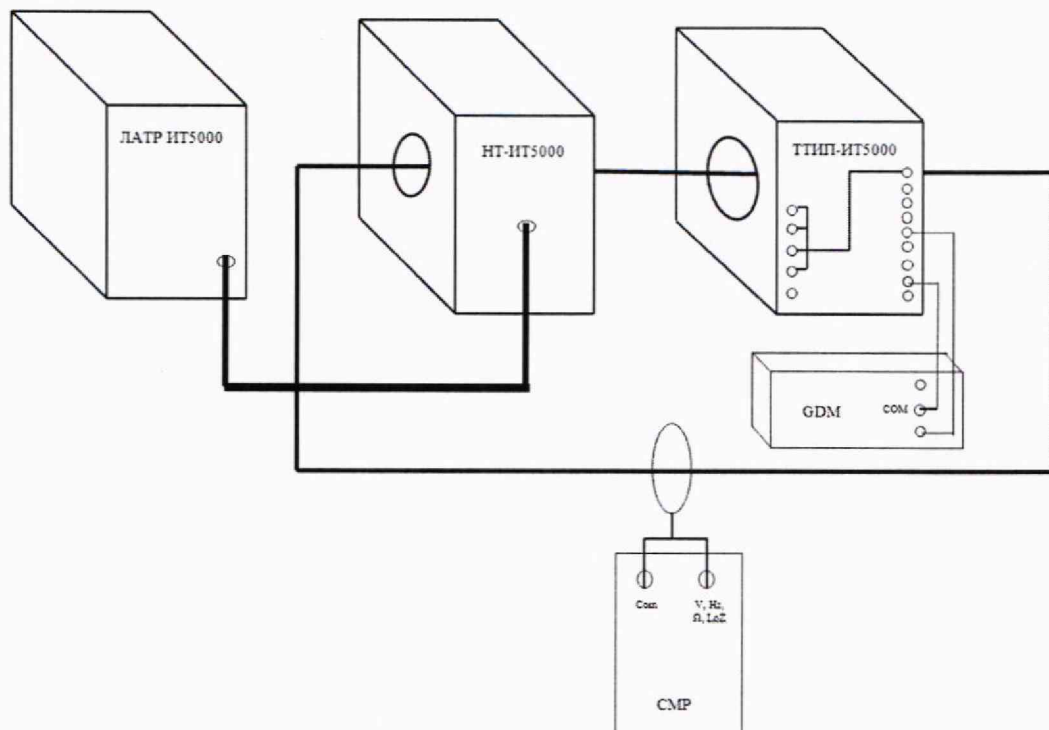 ЛАТР ИТ5000
НТ-ИТ5000
ТТИП-ИТ5000
GDM
COM
Com
V, Hz,
Ω, LoZ
CMP